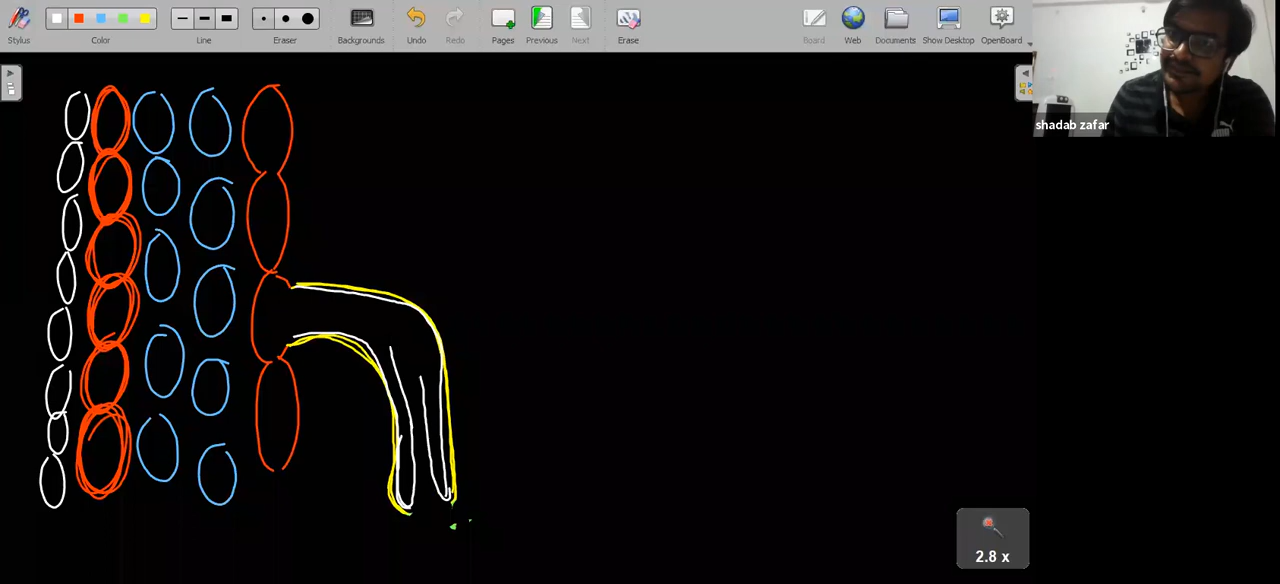 Stylus
Color
Line
Eraser
Backgrounds
Undo
Redo
Pages
Previous
Next
Erase
Board
Web
Documents
Show Desktop
OpenBoard
shadab zafar
2.8 x